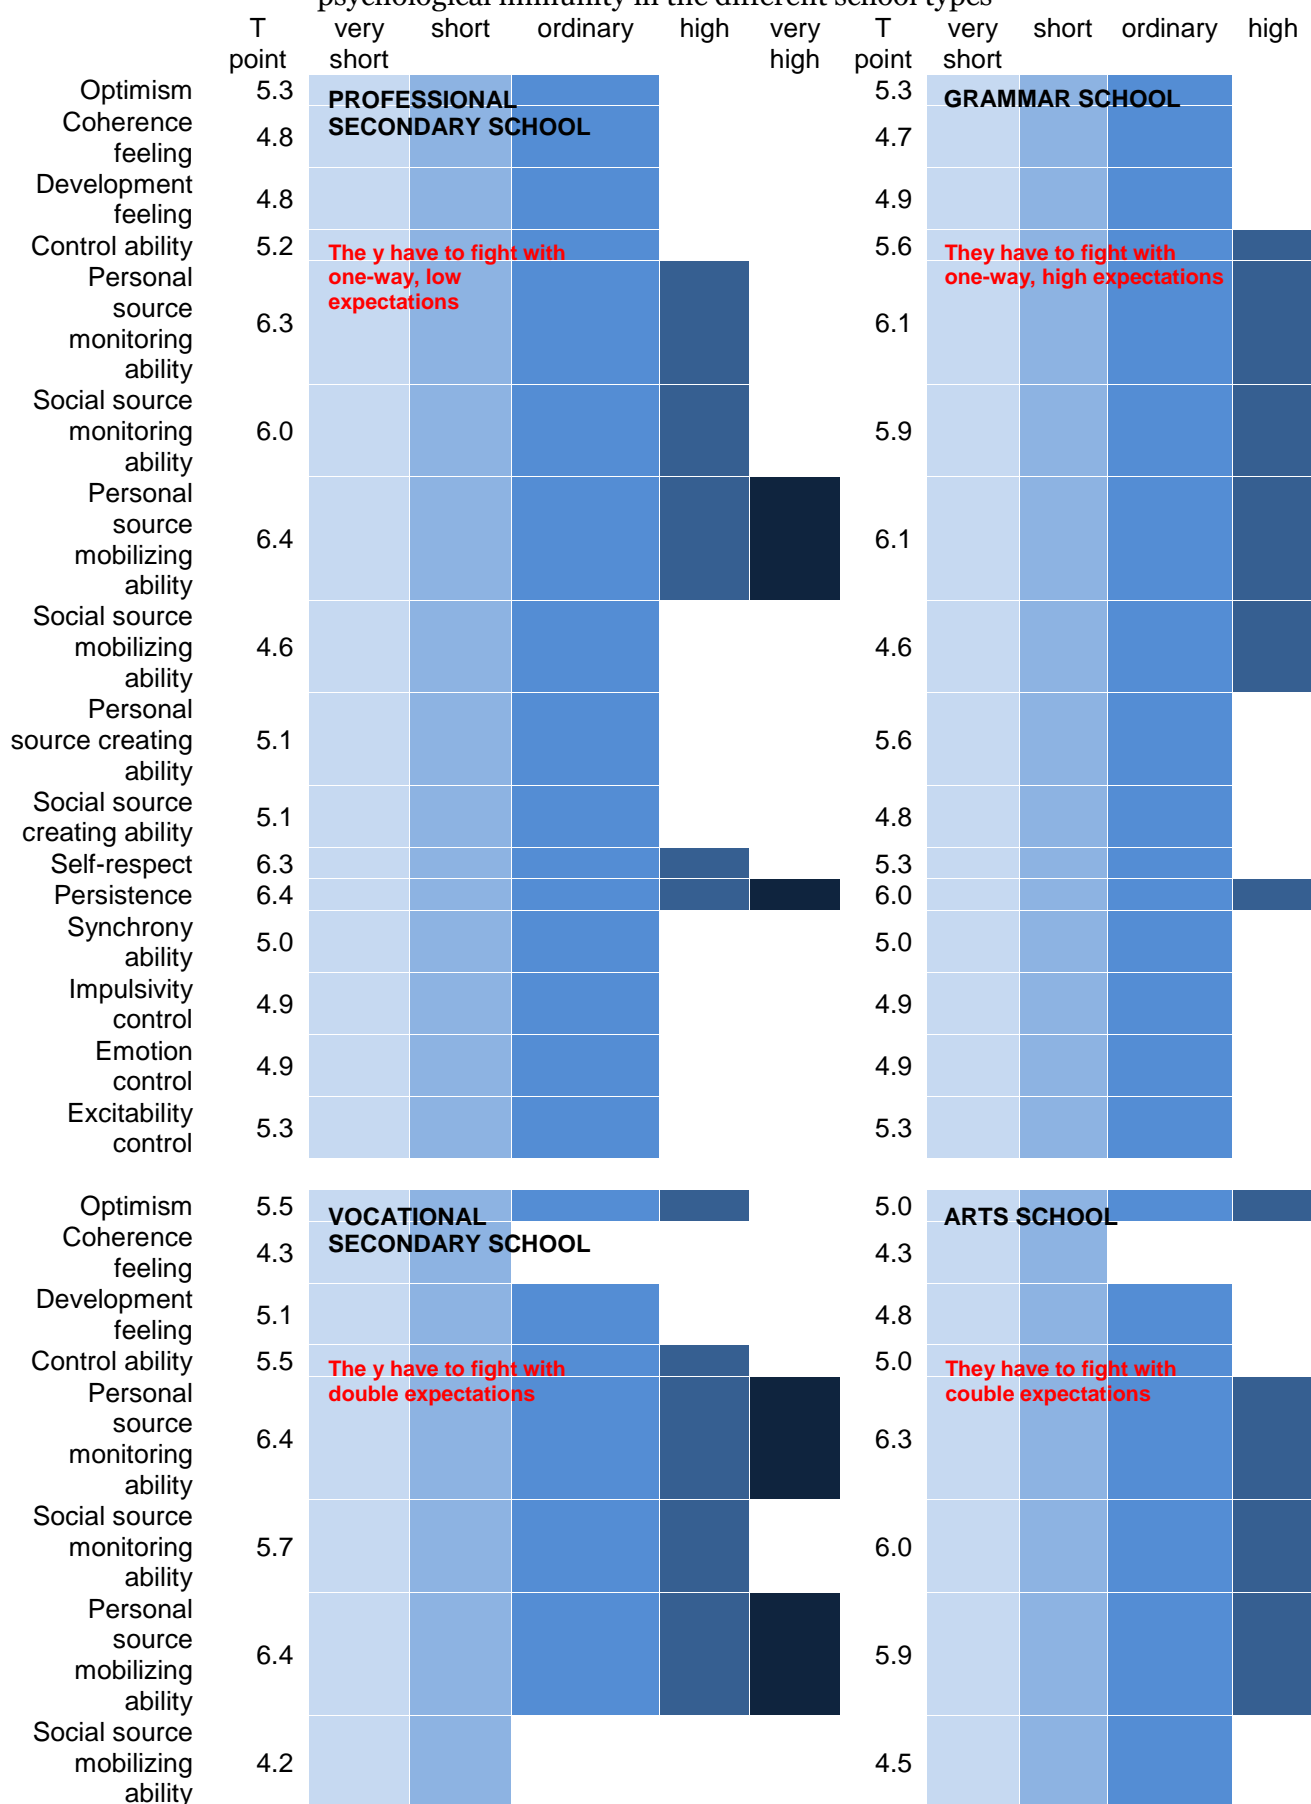 psychological immunity in the different school types
T very short ordinary high very T very short ordinary high
point short high point short
Optimism 5.3 5.3
PROFESSIONAL GRAMMAR SCHOOL
SECONDARY SCHOOL
Coherence
feeling
4.8 4.7
Development
feeling
4.8 4.9
Control ability 5.2 5.6
The y have to fight with They have to fight with
one-way, low one-way, high expectations
expectations
Personal
source
monitoring
ability
6.3 6.1
Social source
monitoring
ability
6.0 5.9
Personal
source
mobilizing
ability
6.4 6.1
Social source
mobilizing
ability
4.6 4.6
Personal
source creating
ability
5.1 5.6
Social source
creating ability
5.1 4.8
Self-respect 6.3 5.3
Persistence 6.4 6.0
Synchrony
ability
5.0 5.0
Impulsivity
control
4.9 4.9
Emotion
control
4.9 4.9
Excitability
control
5.3 5.3
Optimism 5.5 5.0
VOCATIONAL ARTS SCHOOL
SECONDARY SCHOOL
Coherence
feeling
4.3 4.3
Development
feeling
5.1 4.8
Control ability 5.5 5.0
The y have to fight with They have to fight with
double expectations couble expectations
Personal
source
monitoring
ability
6.4 6.3
Social source
monitoring
ability
5.7 6.0
Personal
source
mobilizing
ability
6.4 5.9
Social source
mobilizing
ability
4.2 4.5